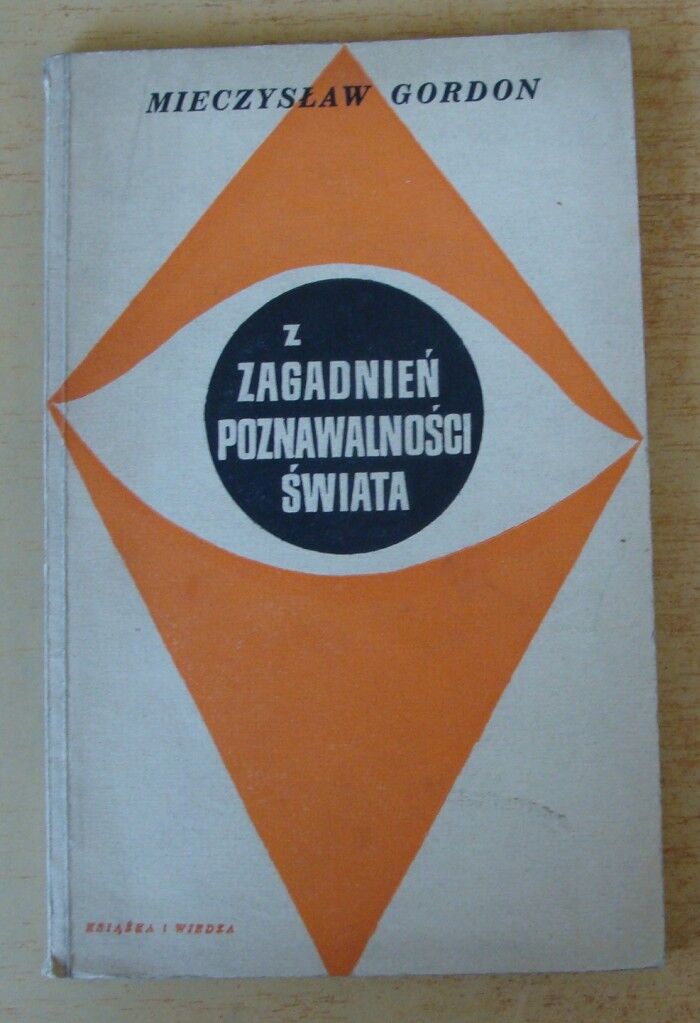 MIECZYSŁAW GORDON
Z
ZAGADNIEŃ
POZNAWALNOŚCI
ŚWIATA
KSIĄŻKA I WIEDZA